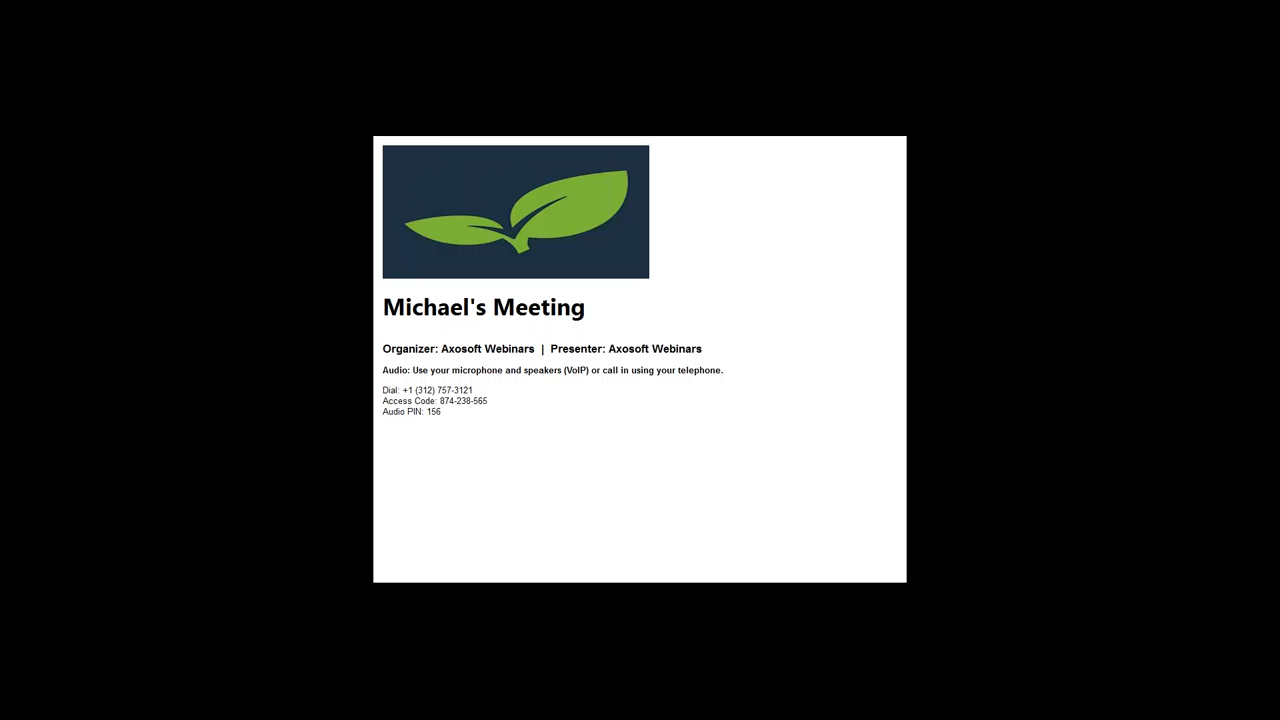 Michael's Meeting
Organizer: Axosoft Webinars | Presenter: Axosoft Webinars
Audio: Use your microphone and speakers (VoIP) or call in using your telephone.
Dial: +1 (312) 757-3121
Access Code: 874-238-565
Audio PIN: 156